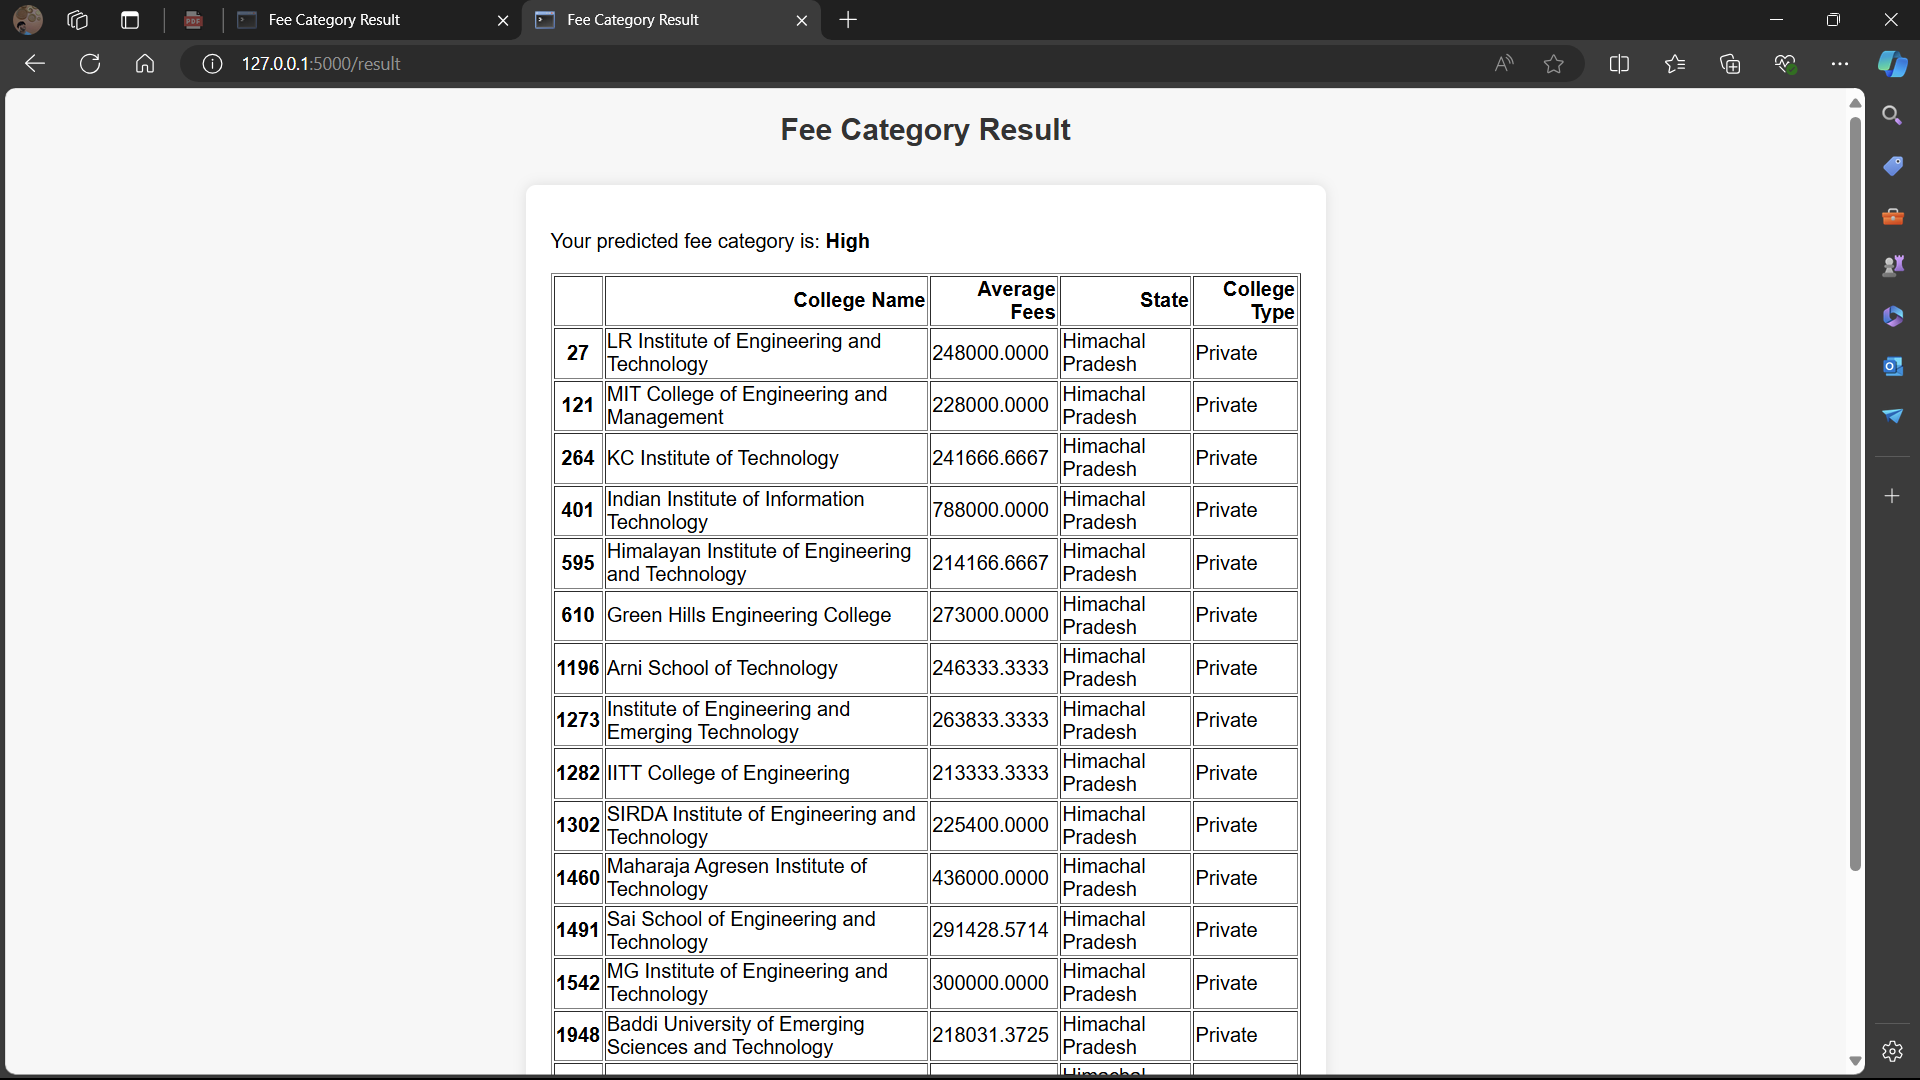 Fee Category Result
Fee Category Result
127.0.0.1:5000/result
Fee Category Result
Your predicted fee category is: High
College Name Average Fees State College Type
27 LR Institute of Engineering and Technology 248000.0000 Himachal Pradesh Private
121 MIT College of Engineering and Management 228000.0000 Himachal Pradesh Private
264 KC Institute of Technology 241666.6667 Himachal Pradesh Private
401 Indian Institute of Information Technology 788000.0000 Himachal Pradesh Private
595 Himalayan Institute of Engineering and Technology 214166.6667 Himachal Pradesh Private
610 Green Hills Engineering College 273000.0000 Himachal Pradesh Private
1196 Arni School of Technology 246333.3333 Himachal Pradesh Private
1273 Institute of Engineering and Emerging Technology 263833.3333 Himachal Pradesh Private
1282 IITT College of Engineering 213333.3333 Himachal Pradesh Private
1302 SIRDA Institute of Engineering and Technology 225400.0000 Himachal Pradesh Private
1460 Maharaja Agresen Institute of Technology 436000.0000 Himachal Pradesh Private
1491 Sai School of Engineering and Technology 291428.5714 Himachal Pradesh Private
1542 MG Institute of Engineering and Technology 300000.0000 Himachal Pradesh Private
1948 Baddi University of Emerging Sciences and Technology 218031.3725 Himachal Pradesh Private